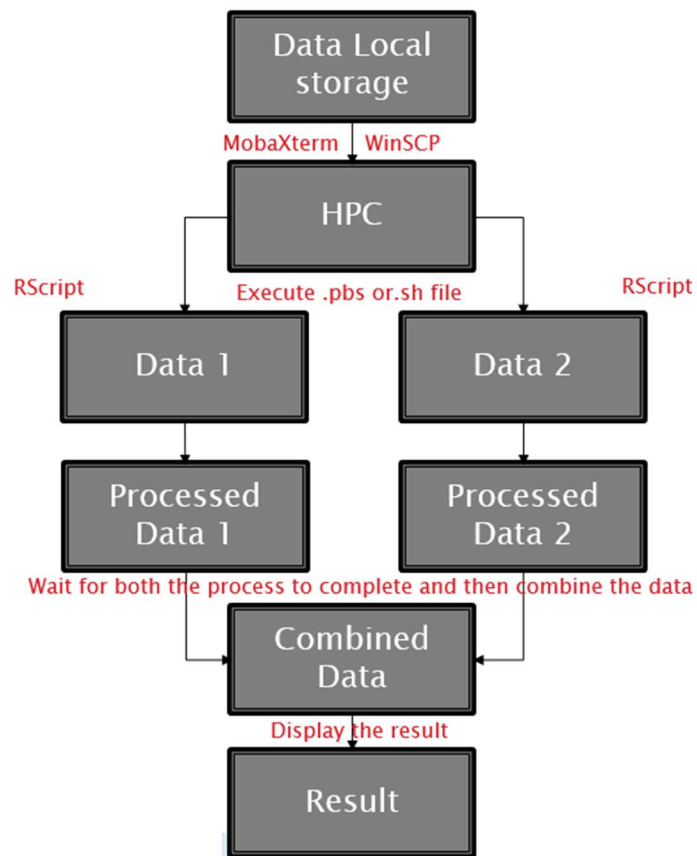 Data Local
storage
MobaXterm WinSCP
HPC
RScript
Execute .pbs or.sh file
RScript
Data 1
Data 2
Processed
Data 1
Processed
Data 2
Wait for both the process to complete and then combine the data
Combined
Data
Display the result
Result